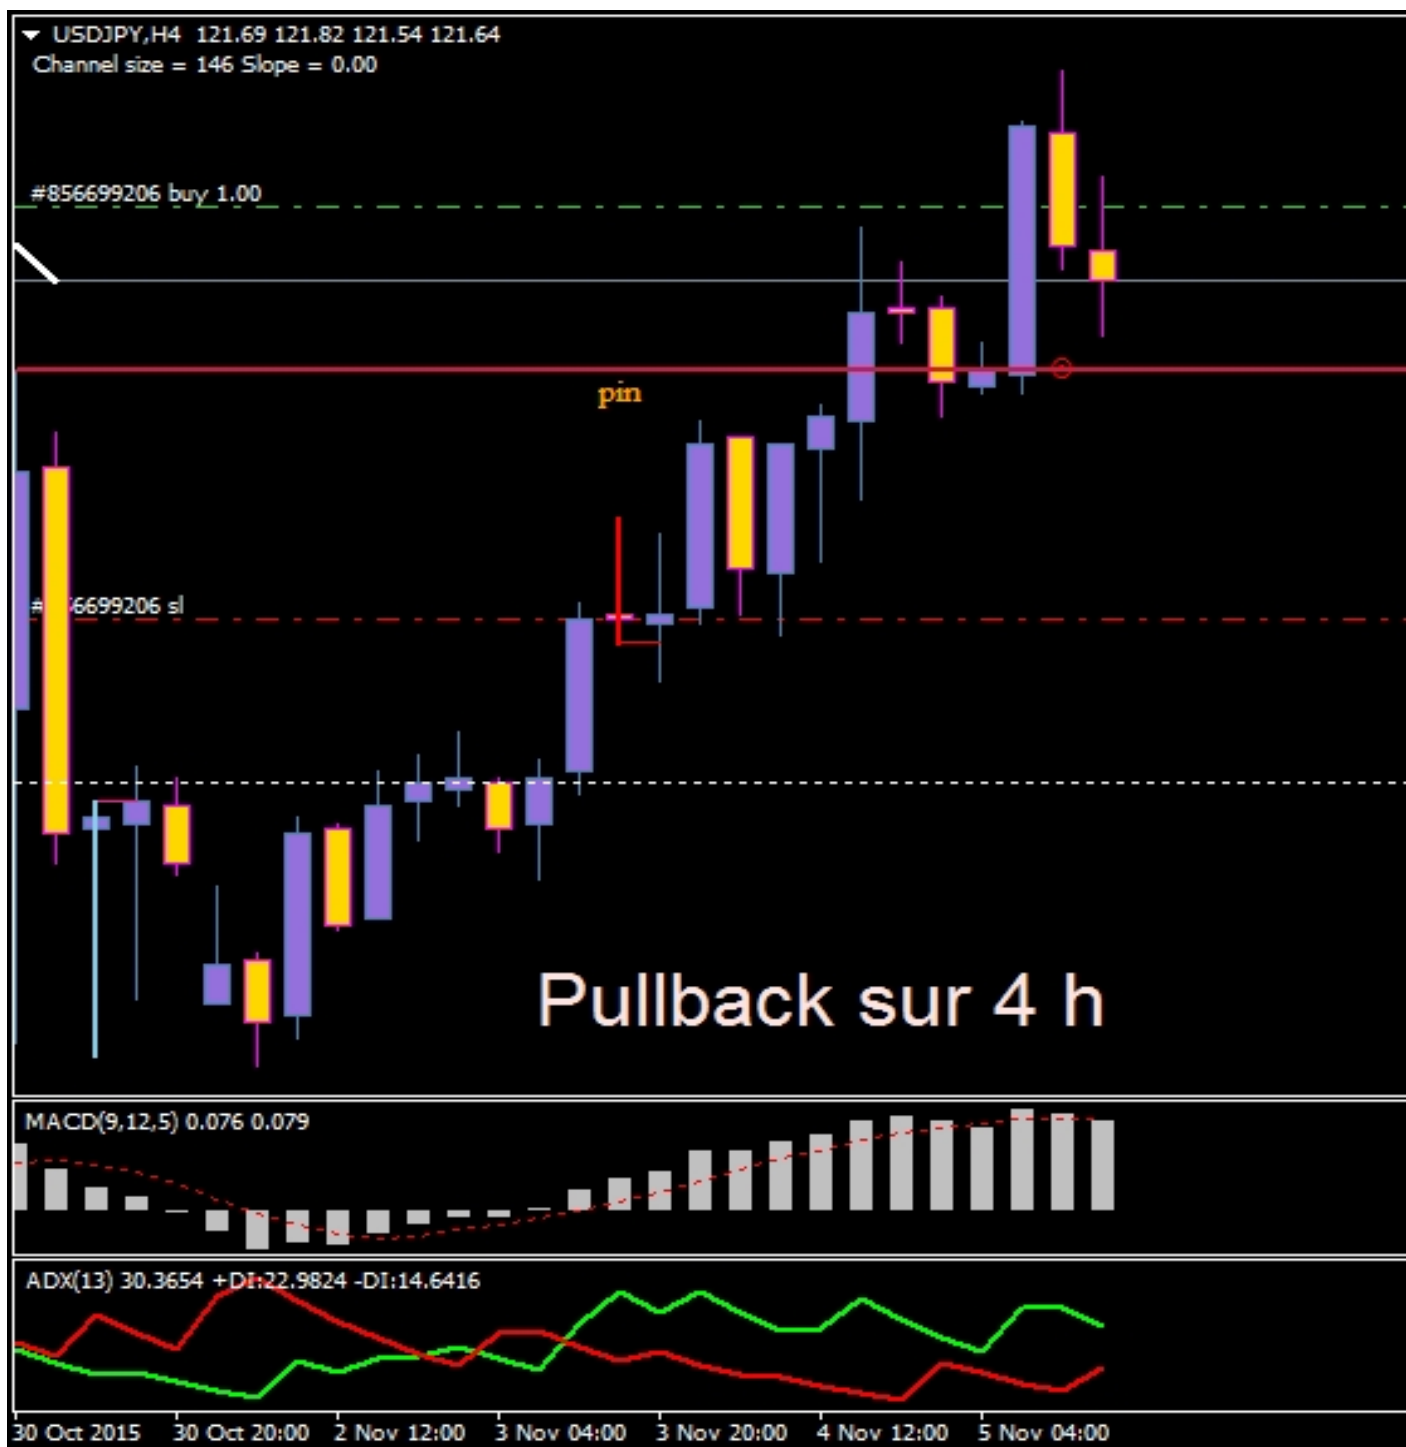 USDJPY,H4 121.69 121.82 121.54 121.64
Channel size = 146 Slope = 0.00
#856699206 buy 1.00
pin
#856699206 sl
Pullback sur 4 h
MACD(9,12,5) 0.076 0.079
ADX(13) 30.3654 +DI:22.9824 -DI:14.6416
30 Oct 2015 30 Oct 20:00 2 Nov 12:00 3 Nov 04:00 3 Nov 20:00 4 Nov 12:00 5 Nov 04:00